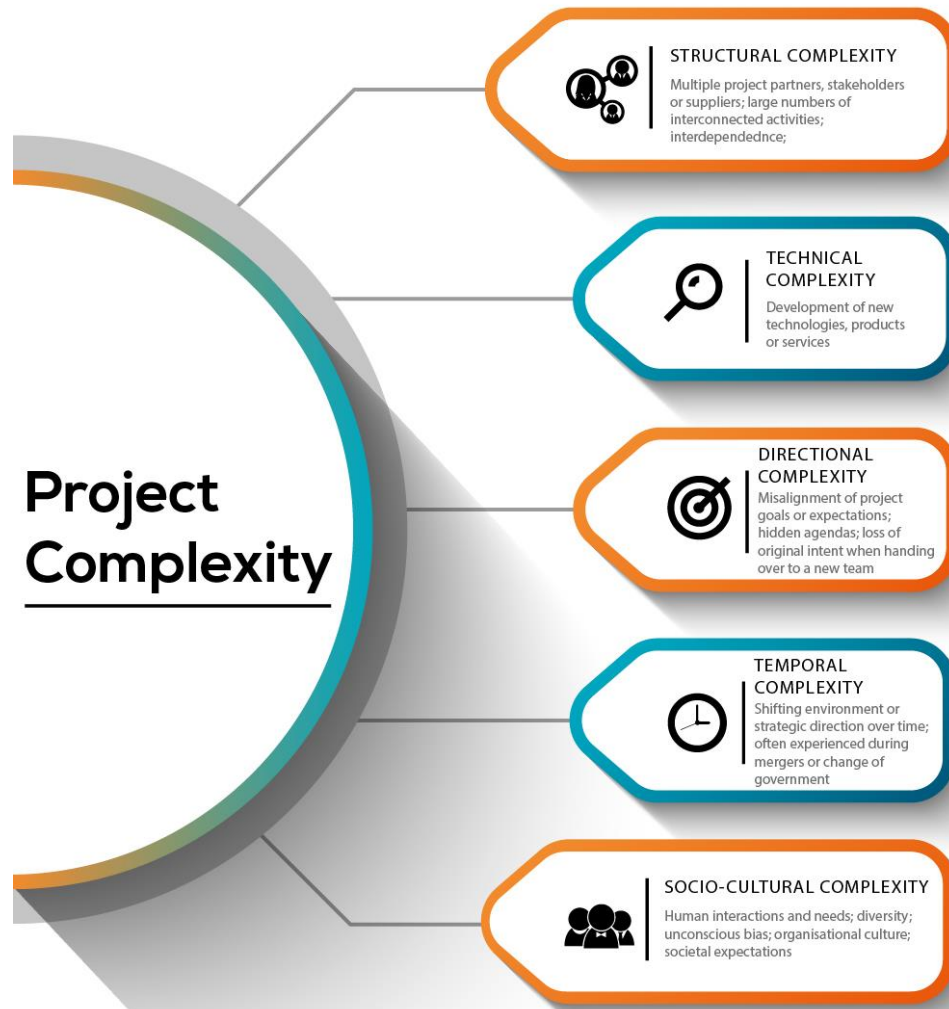 Project
Complexity
STRUCTURAL COMPLEXITY
Multiple project partners, stakeholders
or suppliers; large numbers of
interconnected activities;
interdependednce;
TECHNICAL
COMPLEXITY
Development of new
technologies, products
or services
DIRECTIONAL
COMPLEXITY
Misalignment of project
goals or expectations;
hidden agendas; loss of
original intent when handing
over to a new team
TEMPORAL
COMPLEXITY
Shifting environment or
strategic direction over time;
often experienced during
mergers or change of
government
SOCIO-CULTURAL COMPLEXITY
Human interactions and needs; diversity;
unconscious bias; organisational culture;
societal expectations